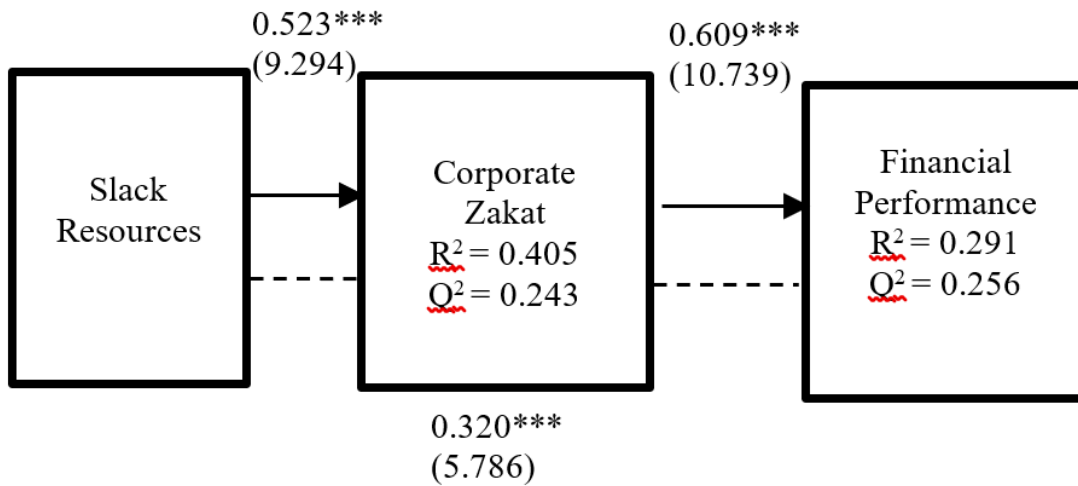 0.523***
(9.294)
0.609***
(10.739)
Slack
Resources
Corporate
Zakat
R² = 0.405
Q² = 0.243
Financial
Performance
R² = 0.291
Q² = 0.256
0.320***
(5.786)